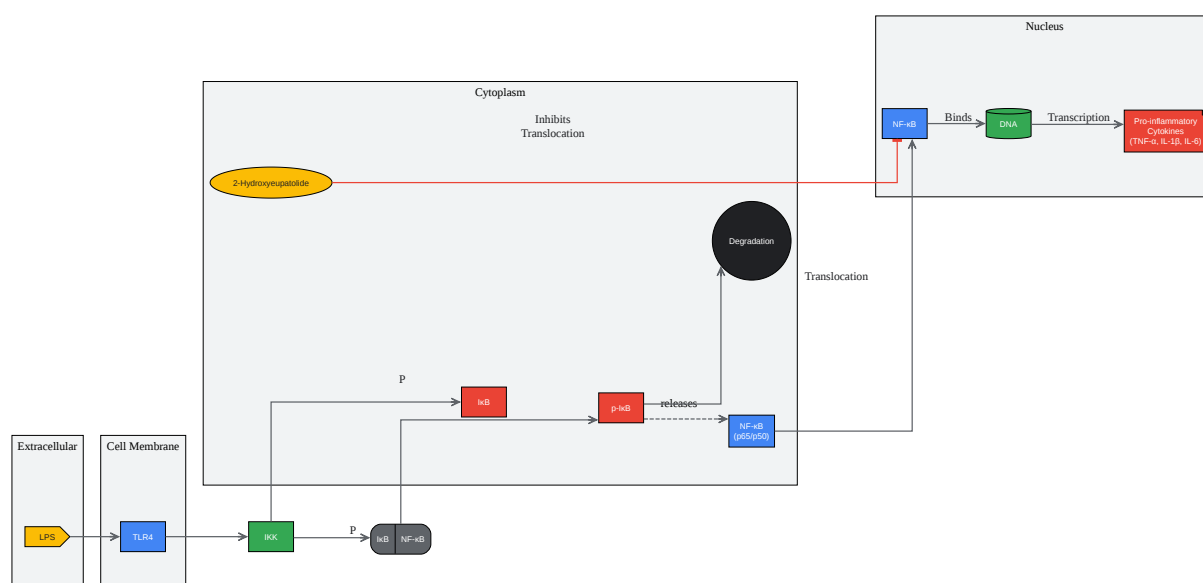 Nucleus
Cytoplasm
Inhibits
Translocation
NF-κB
Binds
DNA
Transcription
Pro-inflammatory
Cytokines
(TNF-α, IL-1β, IL-6)
2-Hydroxyeupatolide
Degradation
Translocation
P
IκB
p-IκB
releases
NF-κB
(p65/p50)
Extracellular
Cell Membrane
LPS
TLR4
IKK
P
IκB
NF-κB